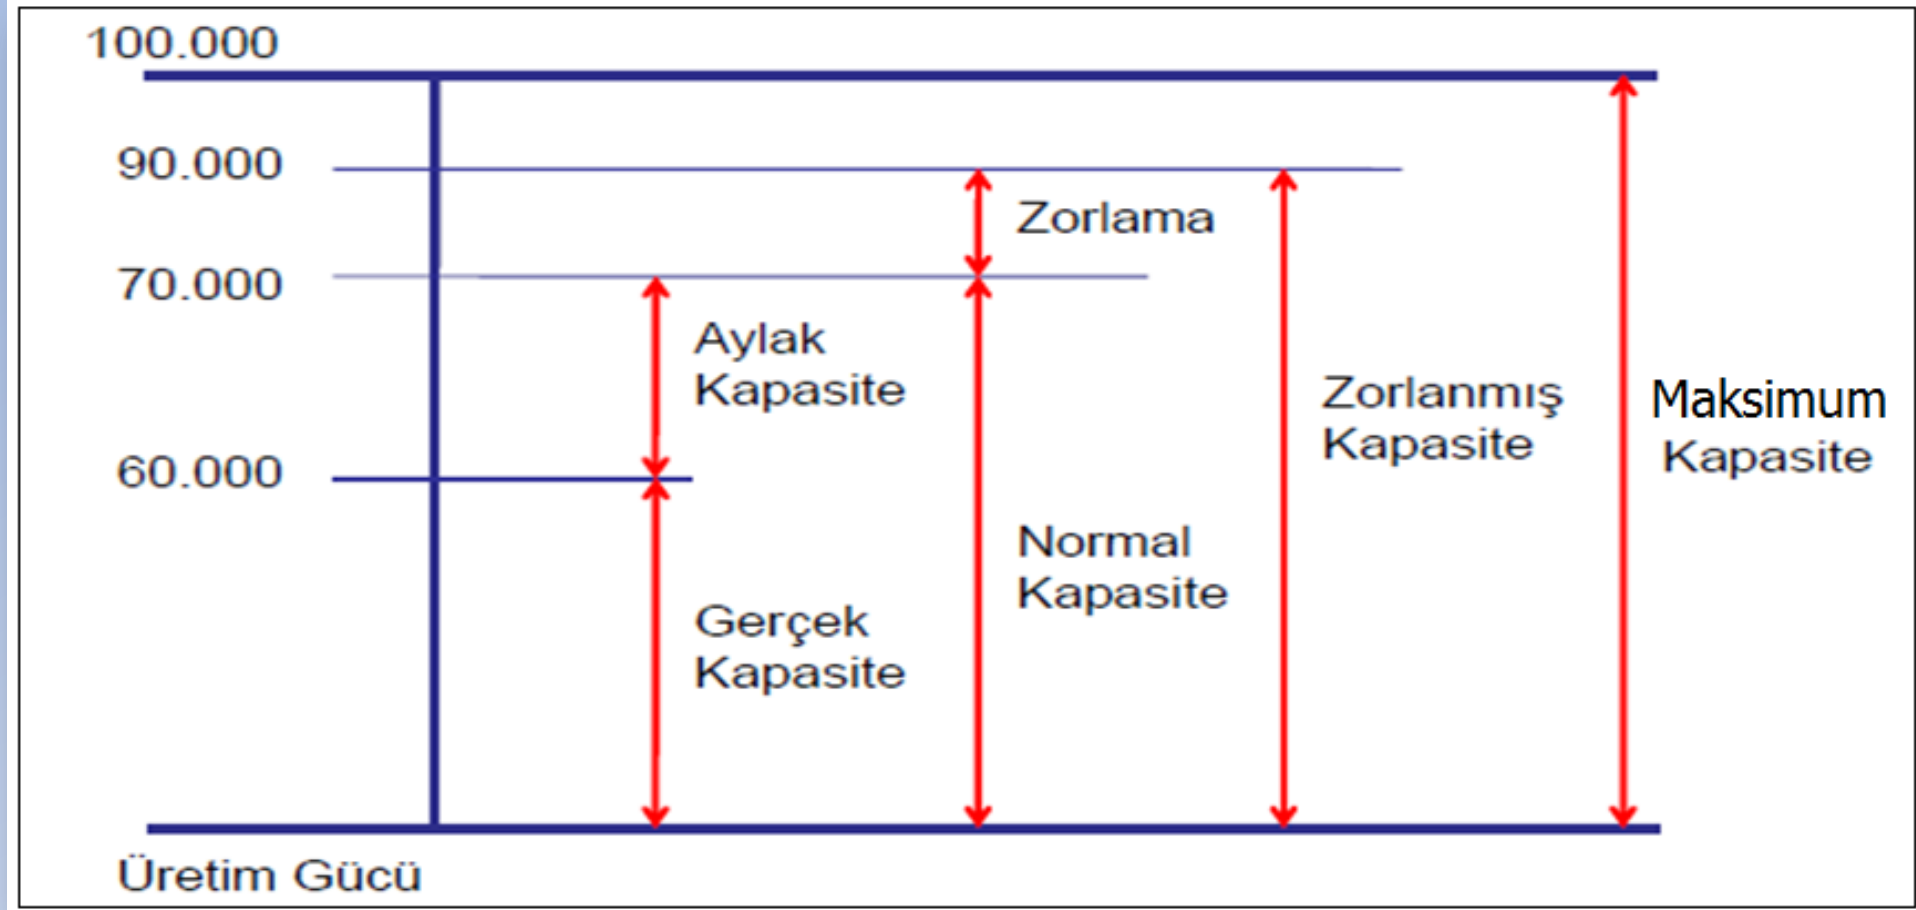 100.000
90.000
Zorlama
70.000
Aylak
Kapasite
Zorlanmış
Kapasite
Maksimum
Kapasite
60.000
Normal
Kapasite
Gerçek
Kapasite
Üretim Gücü